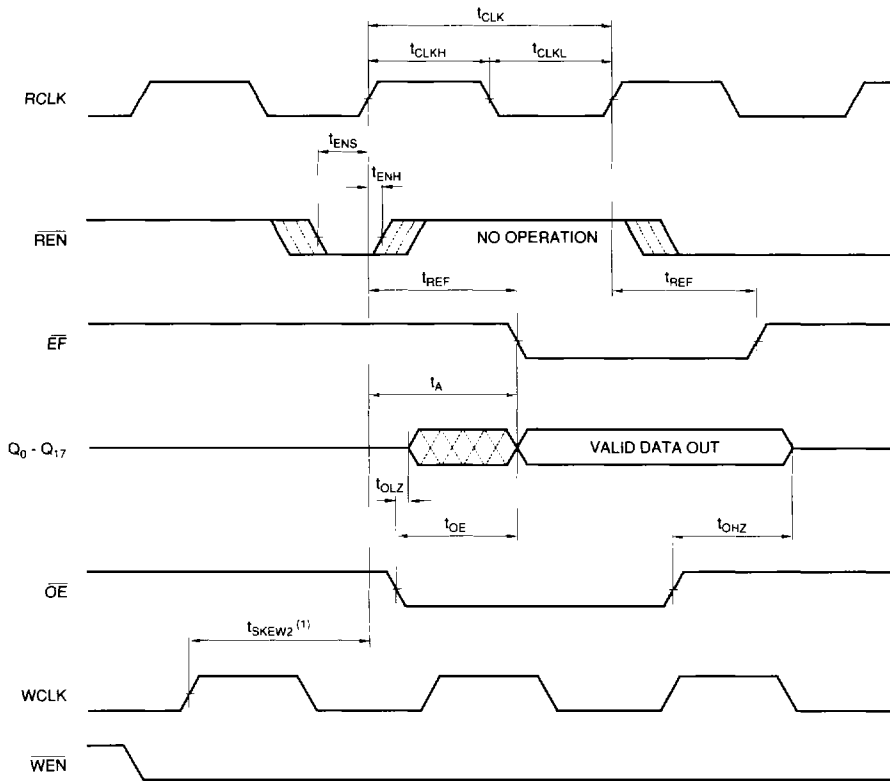 tCLK
tCLKH
tCLKL
RCLK
tENS
tENH
REN
NO OPERATION
tREF
tREF
EF
tA
Q0 - Q17
VALID DATA OUT
tOLZ
tOE
tOHZ
OE
tSKEW2 (1)
WCLK
WEN